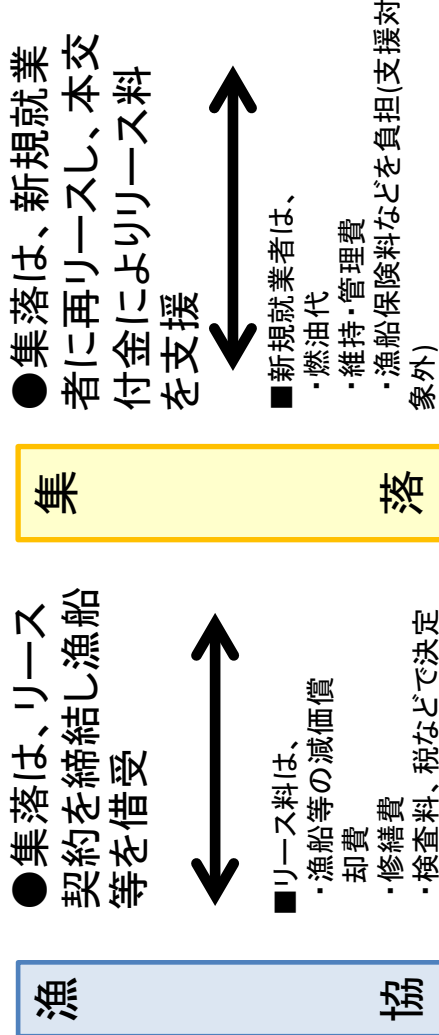 漁協
●集落は、リース
契約を締結し漁船
等を借受
■リース料は、
・漁船等の減価償
却費
・修繕費
・検査料、税などで決定
集落
●集落は、新規就業
者に再リースし、本交
付金によりリース料
を支援
■新規就業者は、
・燃油代
・維持・管理費
・漁船保険料などを負担(支援対
象外)